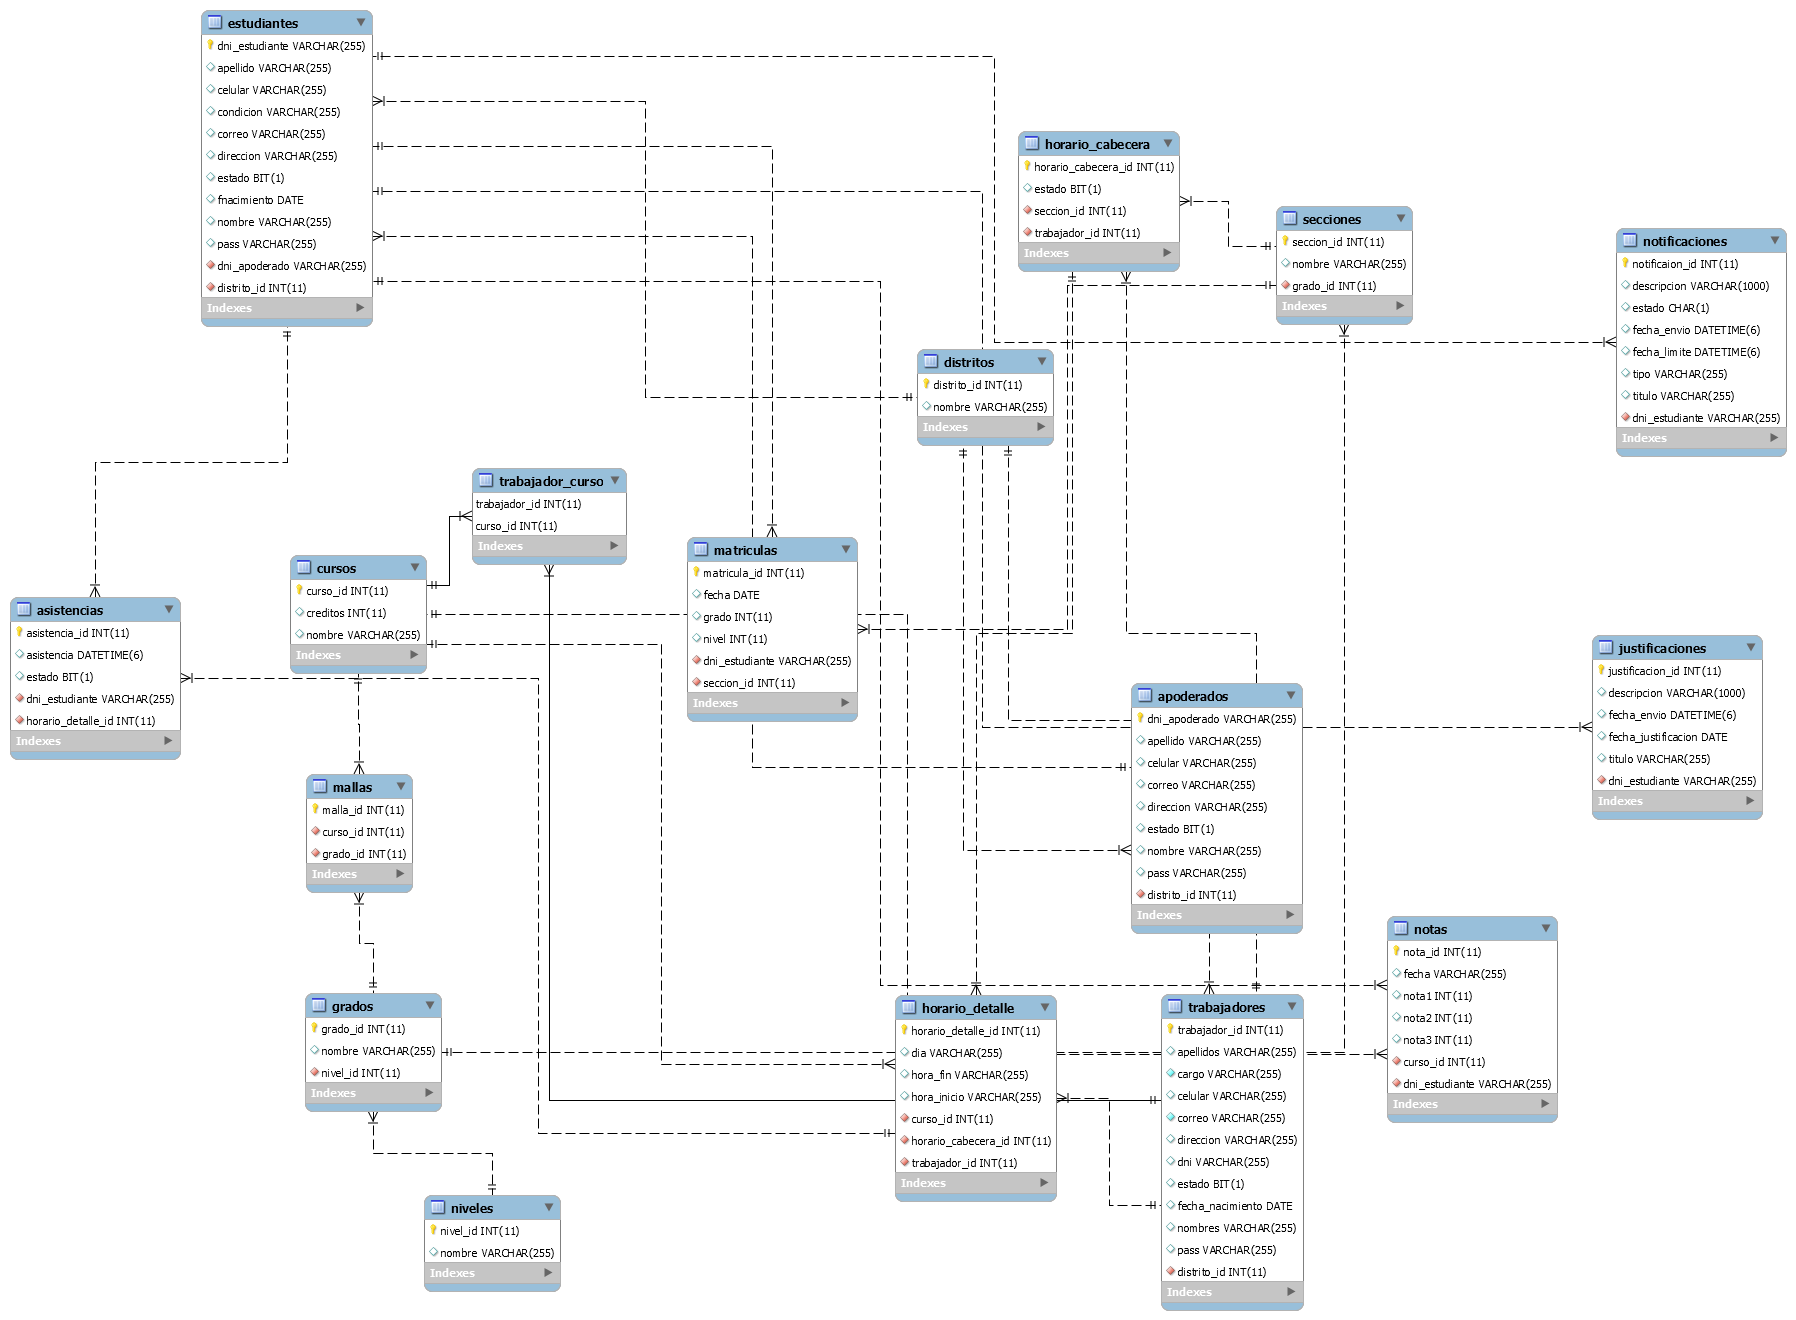 estudiantes
dni_estudiante VARCHAR(255)
apellido VARCHAR(255)
celular VARCHAR(255)
condicion VARCHAR(255)
correo VARCHAR(255)
direccion VARCHAR(255)
estado BIT(1)
fnacimiento DATE
nombre VARCHAR(255)
pass VARCHAR(255)
dni_apoderado VARCHAR(255)
distrito_id INT(11)
Indexes
horario_cabecera
horario_cabecera_id INT(11)
estado BIT(1)
seccion_id INT(11)
trabajador_id INT(11)
Indexes
secciones
seccion_id INT(11)
nombre VARCHAR(255)
grado_id INT(11)
Indexes
notificaciones
notificaion_id INT(11)
descripcion VARCHAR(1000)
estado CHAR(1)
fecha_envio DATETIME(6)
fecha_limite DATETIME(6)
tipo VARCHAR(255)
titulo VARCHAR(255)
dni_estudiante VARCHAR(255)
Indexes
distritos
distrito_id INT(11)
nombre VARCHAR(255)
Indexes
trabajador_curso
trabajador_id INT(11)
curso_id INT(11)
Indexes
matriculas
matricula_id INT(11)
fecha DATE
grado INT(11)
nivel INT(11)
dni_estudiante VARCHAR(255)
seccion_id INT(11)
Indexes
cursos
curso_id INT(11)
creditos INT(11)
nombre VARCHAR(255)
Indexes
asistencias
asistencia_id INT(11)
asistencia DATETIME(6)
estado BIT(1)
dni_estudiante VARCHAR(255)
horario_detalle_id INT(11)
Indexes
justificaciones
justificacion_id INT(11)
descripcion VARCHAR(1000)
fecha_envio DATETIME(6)
fecha_justificacion DATE
titulo VARCHAR(255)
dni_estudiante VARCHAR(255)
Indexes
apoderados
dni_apoderado VARCHAR(255)
apellido VARCHAR(255)
celular VARCHAR(255)
correo VARCHAR(255)
direccion VARCHAR(255)
estado BIT(1)
nombre VARCHAR(255)
pass VARCHAR(255)
distrito_id INT(11)
Indexes
mallas
malla_id INT(11)
curso_id INT(11)
grado_id INT(11)
Indexes
notas
nota_id INT(11)
fecha VARCHAR(255)
nota1 INT(11)
nota2 INT(11)
nota3 INT(11)
curso_id INT(11)
dni_estudiante VARCHAR(255)
Indexes
grados
grado_id INT(11)
nombre VARCHAR(255)
nivel_id INT(11)
Indexes
horario_detalle
horario_detalle_id INT(11)
dia VARCHAR(255)
hora_fin VARCHAR(255)
hora_inicio VARCHAR(255)
curso_id INT(11)
horario_cabecera_id INT(11)
trabajador_id INT(11)
Indexes
trabajadores
trabajador_id INT(11)
apellidos VARCHAR(255)
cargo VARCHAR(255)
celular VARCHAR(255)
correo VARCHAR(255)
direccion VARCHAR(255)
dni VARCHAR(255)
estado BIT(1)
fecha_nacimiento DATE
nombres VARCHAR(255)
pass VARCHAR(255)
distrito_id INT(11)
Indexes
niveles
nivel_id INT(11)
nombre VARCHAR(255)
Indexes